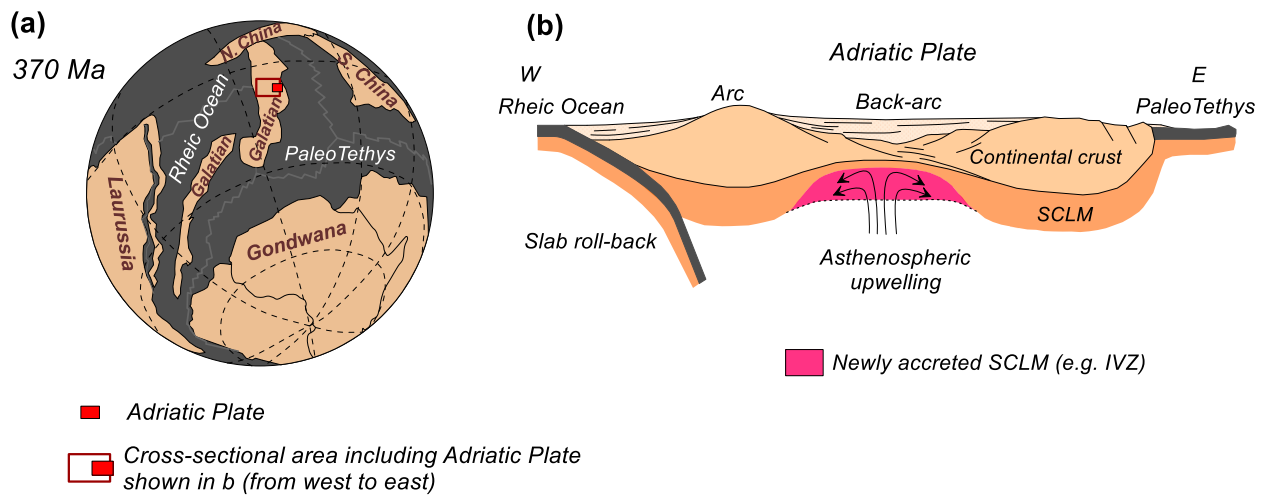 (a)
370 Ma
N. China
S. China
Rheic Ocean
Galatian
Galatian
PaleoTethys
Laurussia
Gondwana
Adriatic Plate
Cross-sectional area including Adriatic Plate
shown in b (from west to east)
(b)
Adriatic Plate
W
E
Rheic Ocean
Arc
Back-arc
PaleoTethys
Continental crust
SCLM
Slab roll-back
Asthenospheric
upwelling
Newly accreted SCLM (e.g. IVZ)